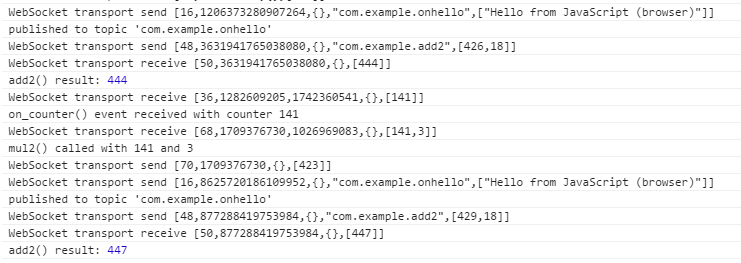 WebSocket transport send [16,1206373280907264,{},"com.example.onhello",["Hello from JavaScript (browser)"]]
published to topic 'com.example.onhello'
WebSocket transport send [48,3631941765038080,{},"com.example.add2",[426,18]]
WebSocket transport receive [50,3631941765038080,{},[444]]
add2() result: 444
WebSocket transport receive [36,1282609205,1742360541,{},[141]]
on_counter() event received with counter 141
WebSocket transport receive [68,1709376730,1026969083,{},[141,3]]
mul2() called with 141 and 3
WebSocket transport send [70,1709376730,{},[423]]
WebSocket transport send [16,8625720186109952,{},"com.example.onhello",["Hello from JavaScript (browser)"]]
published to topic 'com.example.onhello'
WebSocket transport send [48,877288419753984,{},"com.example.add2",[429,18]]
WebSocket transport receive [50,877288419753984,{},[447]]
add2() result: 447